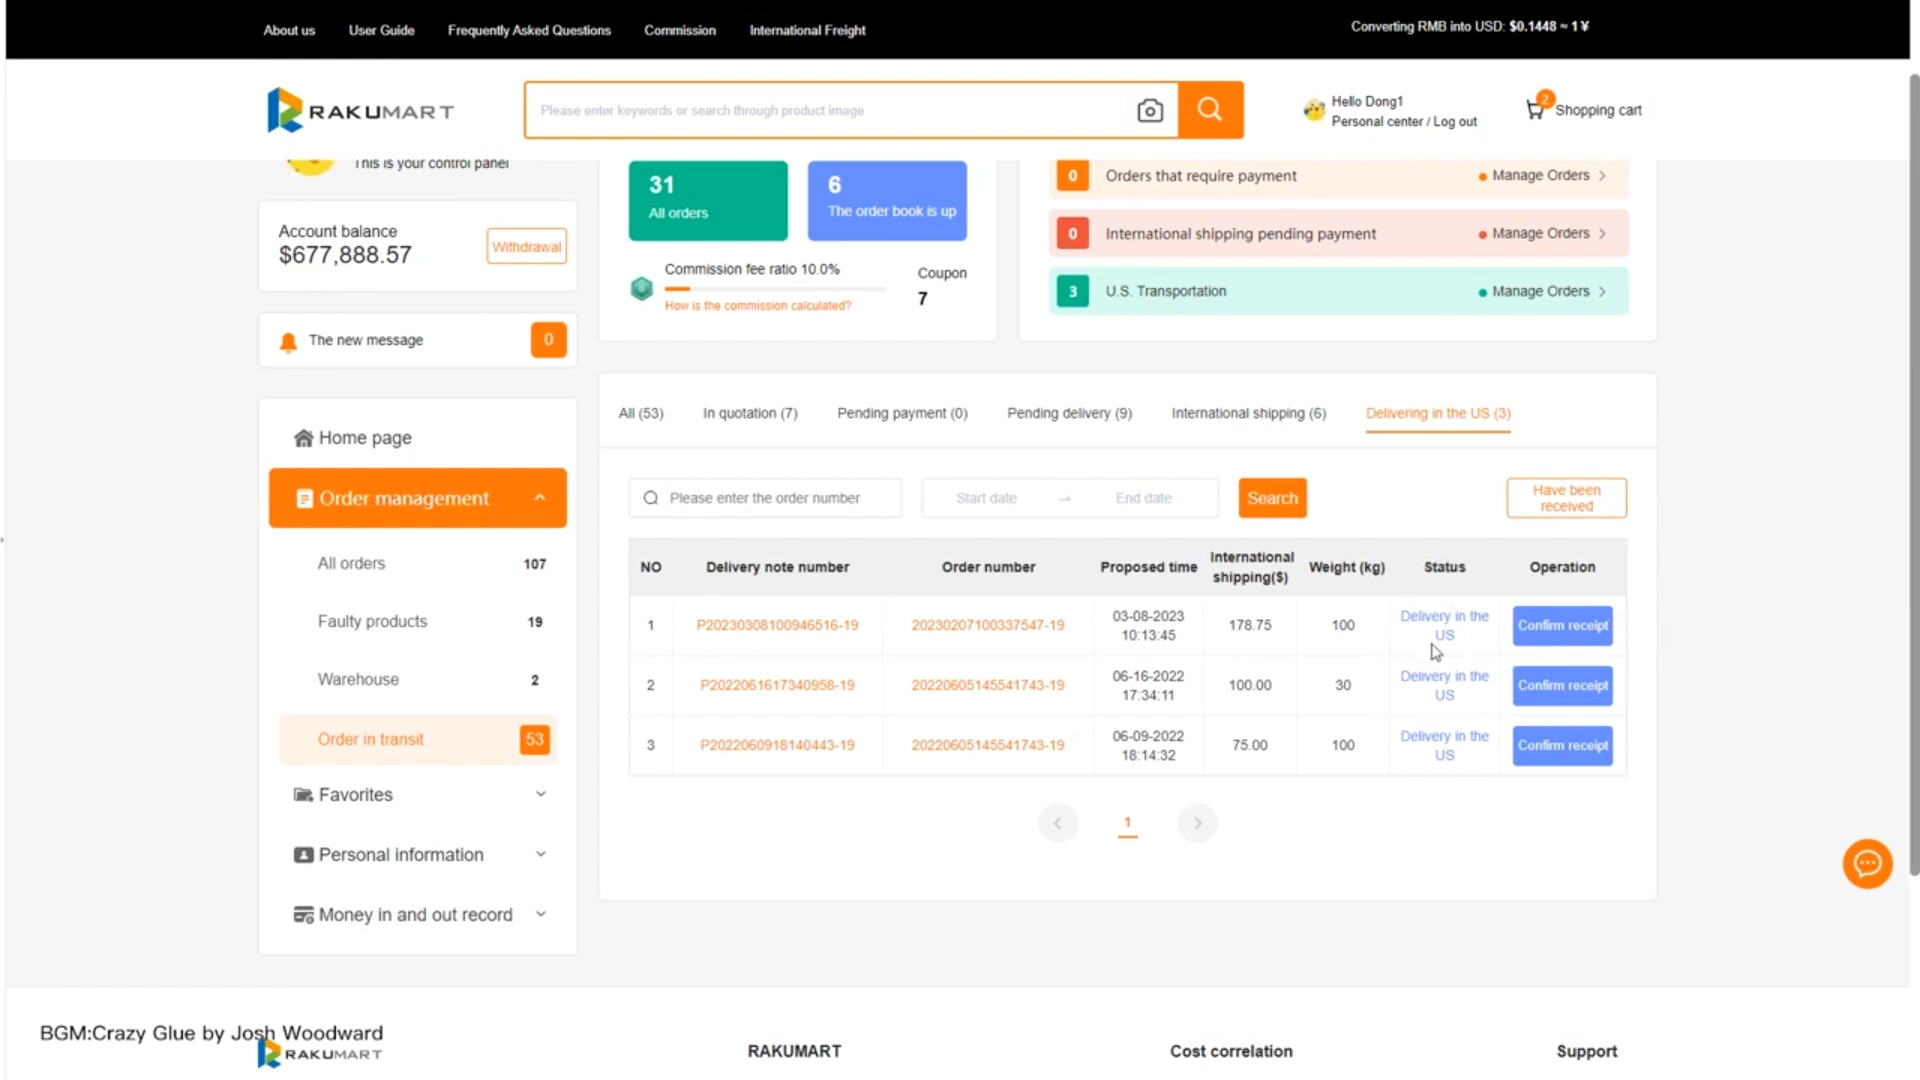 About us User Guide Frequently Asked Questions Commission International Freight Converting RMB into USD: $0.1448 ≈ 1 ¥
RAKUMART Please enter keywords or search through product image Hello Dong1
Personal center / Log out 2 Shopping cart
This is your control panel
Account balance
$677,888.57
Withdrawal
The new message 0
31
All orders
6
The order book is up
Commission fee ratio 10.0%
How is the commission calculated?
Coupon
7
0 Orders that require payment Manage Orders
0 International shipping pending payment Manage Orders
3 U.S. Transportation Manage Orders
Home page
Order management
All orders 107
Faulty products 19
Warehouse 2
Order in transit 53
Favorites
Personal information
Money in and out record
All (53) In quotation (7) Pending payment (0) Pending delivery (9) International shipping (6) Delivering in the US (3)
Please enter the order number Start date End date Search Have been
received
NO Delivery note number Order number Proposed time International
shipping($) Weight (kg) Status Operation
1 P20230308100946516-19 20230207100337547-19 03-08-2023
10:13:45 178.75 100 Delivery in the
US Confirm receipt
2 P2022061617340958-19 20220605145541743-19 06-16-2022
17:34:11 100.00 30 Delivery in the
US Confirm receipt
3 P2022060918140443-19 20220605145541743-19 06-09-2022
18:14:32 75.00 100 Delivery in the
US Confirm receipt
1
BGM:Crazy Glue by Josh Woodward
RAKUMART RAKUMART Cost correlation Support